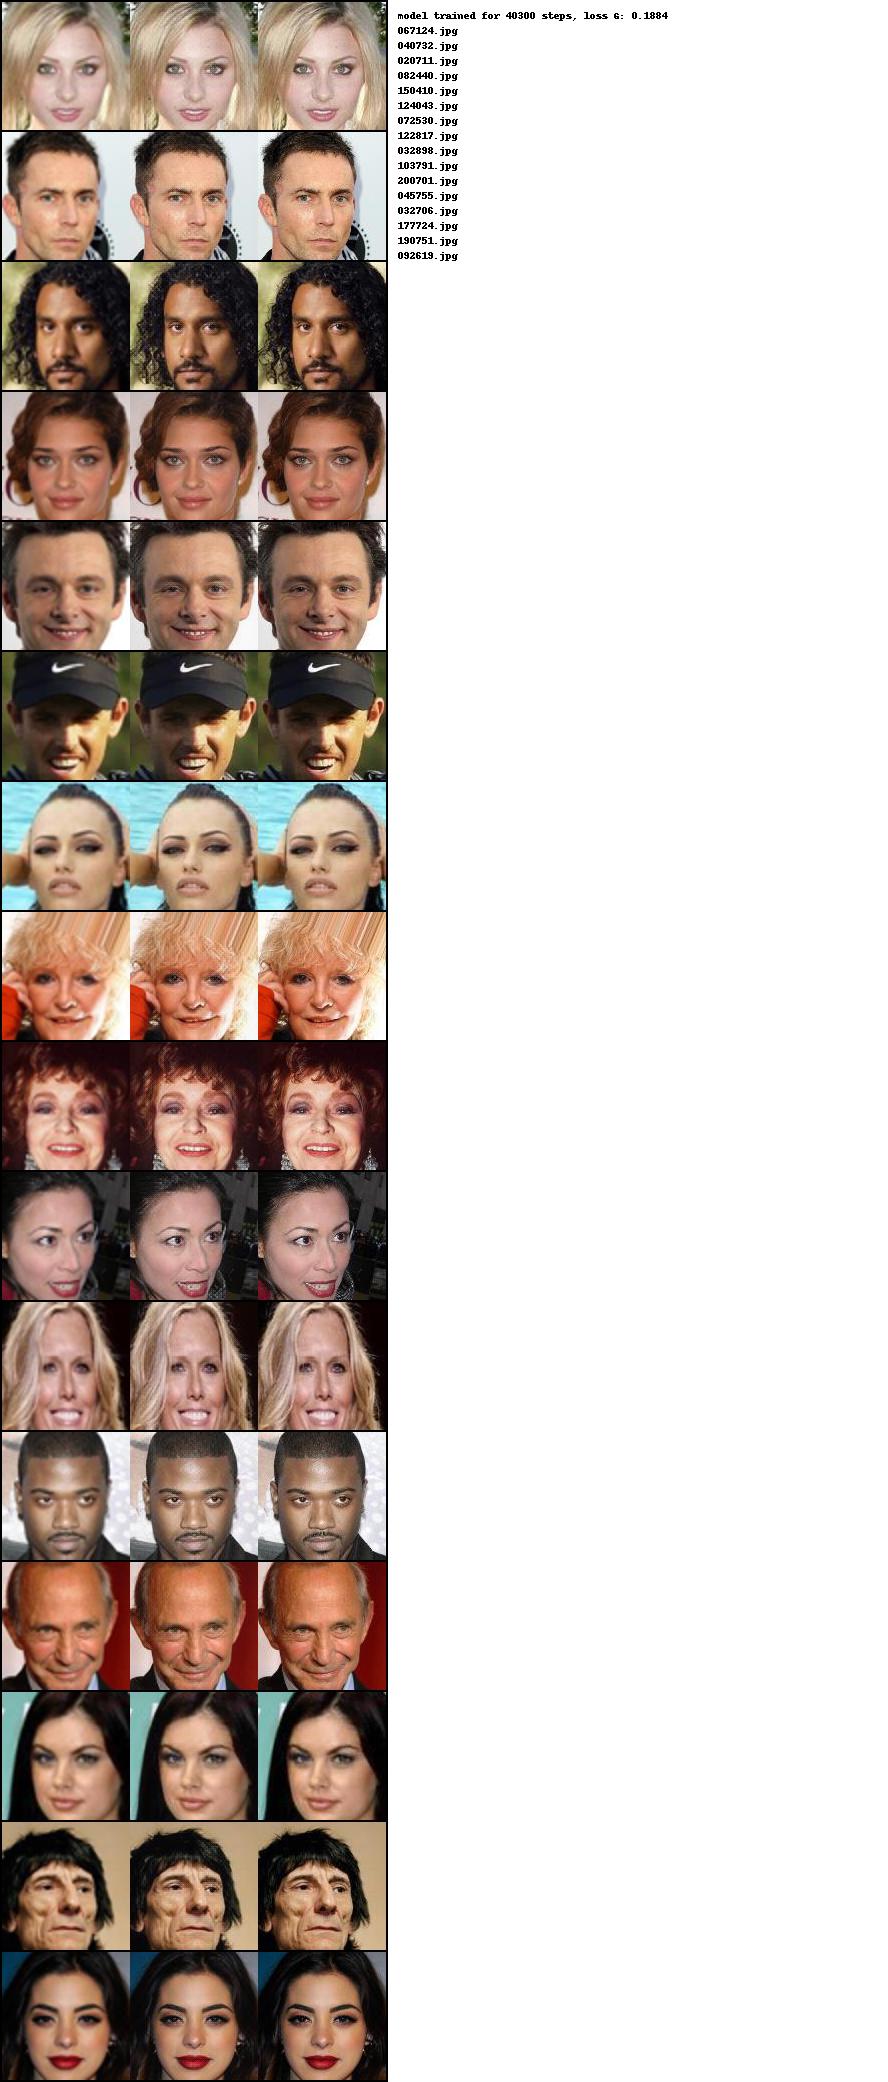 model trained for 40300 steps, loss G: 0.1884
067124.jpg
040732.jpg
020711.jpg
082440.jpg
150410.jpg
124043.jpg
072530.jpg
122817.jpg
032898.jpg
103791.jpg
200701.jpg
045755.jpg
032706.jpg
177724.jpg
190751.jpg
092619.jpg